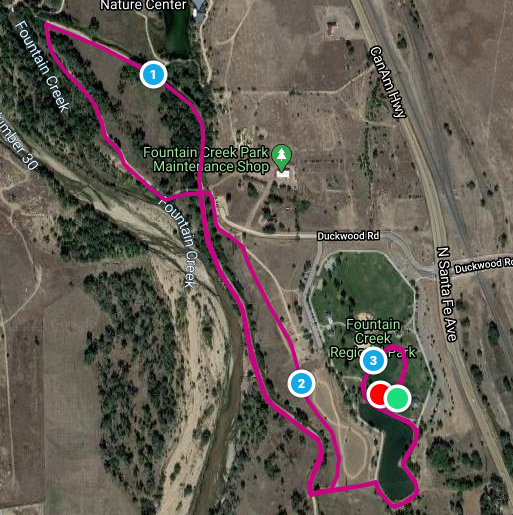 Nature Center
Fountain Creek
1
CanAm Hwy
umber 30
Fountain Creek Park
Maintenance Shop
Fountain Creek
Duckwood Rd
Duckwood Rd
N Santa Fe Ave
Fountain
Creek
Regional Park
3
2